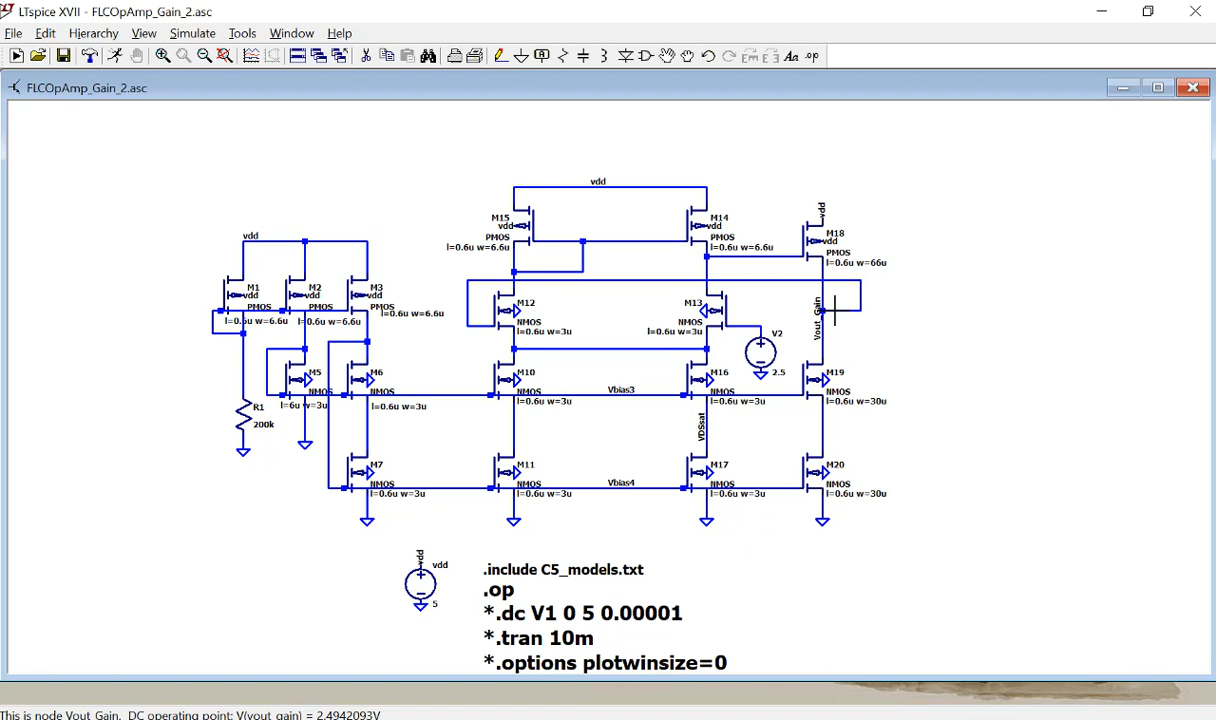 LTspice XVII - FLCOpAmp_Gain_2.asc
File Edit Hierarchy View Simulate Tools Window Help
FLCOpAmp_Gain_2.asc
vdd
M15
vdd
PMOS
l=0.6u w=6.6u
M14
vdd
PMOS
l=0.6u w=6.6u
vdd
M18
vdd
PMOS
l=0.6u w=66u
vdd
M1
vdd
PMOS
l=0.6u w=6.6u
M2
vdd
PMOS
l=0.6u w=6.6u
M3
vdd
PMOS
l=0.6u w=6.6u
M12
NMOS
l=0.6u w=3u
M13
NMOS
l=0.6u w=3u
V2
2.5
Vout_Gain
M5
NMOS
l=6u w=3u
M6
NMOS
l=0.6u w=3u
M10
NMOS
l=0.6u w=3u
Vbias3
M16
NMOS
l=0.6u w=3u
M19
NMOS
l=0.6u w=30u
R1
200k
VDSsat
M7
NMOS
l=0.6u w=3u
M11
NMOS
l=0.6u w=3u
Vbias4
M17
NMOS
l=0.6u w=3u
M20
NMOS
l=0.6u w=30u
vdd
vdd
5
.include C5_models.txt
.op
*.dc V1 0 5 0.00001
*.tran 10m
*.options plotwinsize=0
This is node Vout_Gain. DC operating point: V(vout_gain) = 2.4942093V